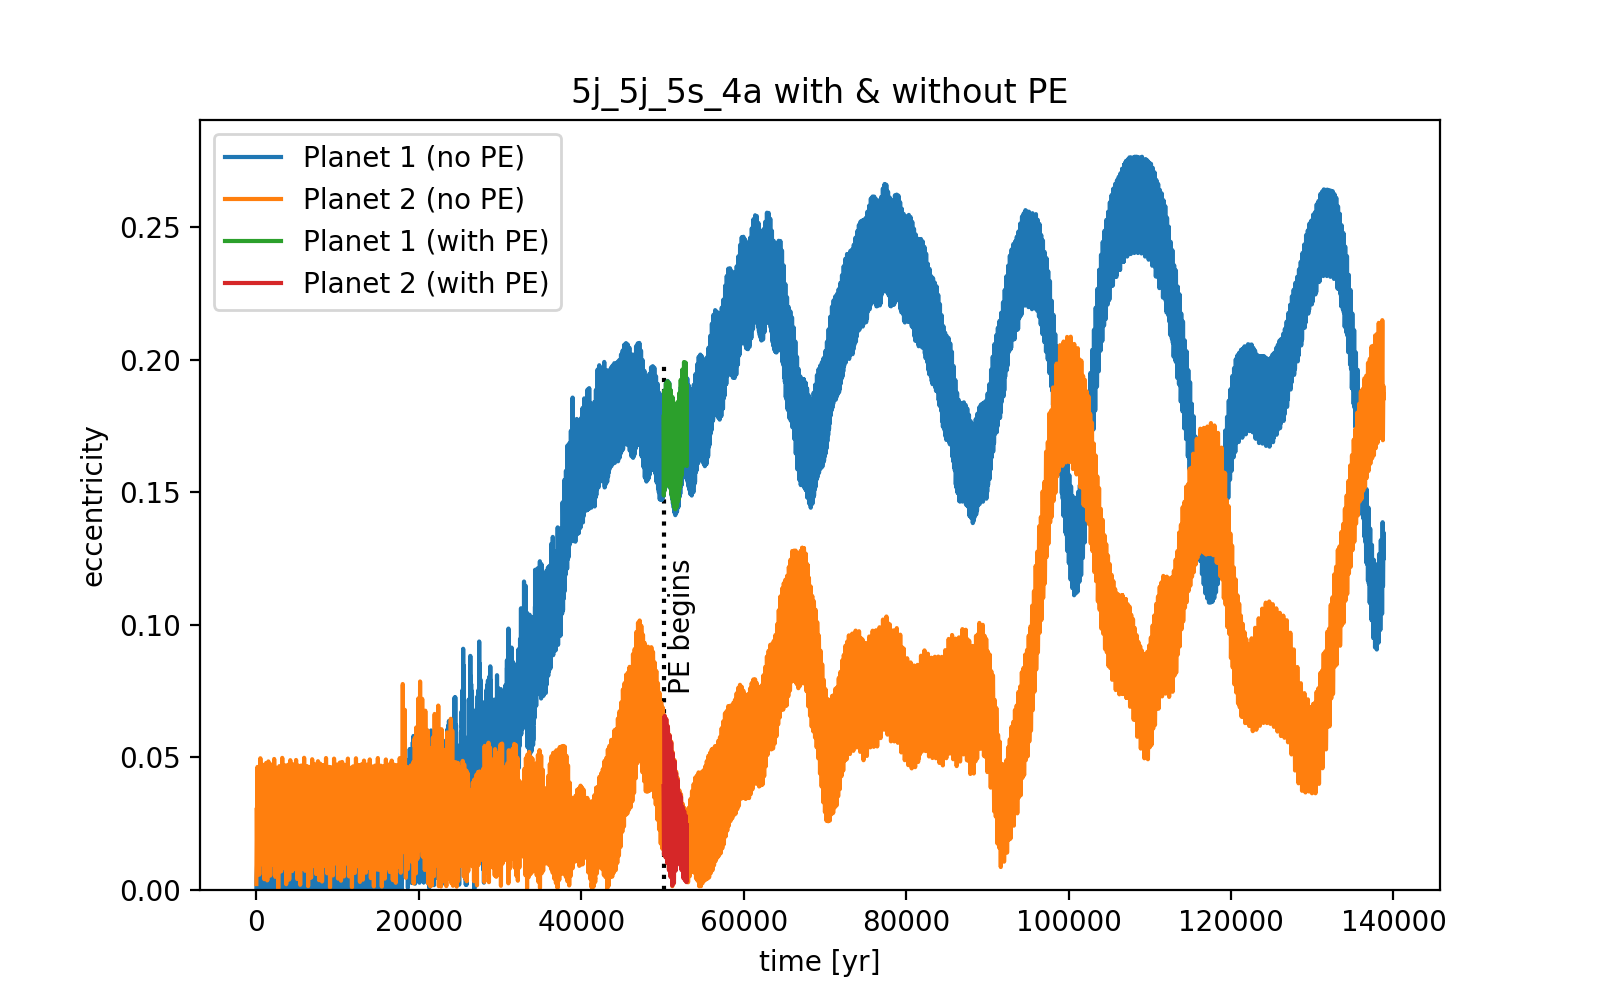 5j_5j_5s_4a with & without PE
Planet 1 (no PE)
Planet 2 (no PE)
Planet 1 (with PE)
Planet 2 (with PE)
eccentricity
0.25
0.20
0.15
0.10
0.05
0.00
PE begins
0 20000 40000 60000 80000 100000 120000 140000
time [yr]